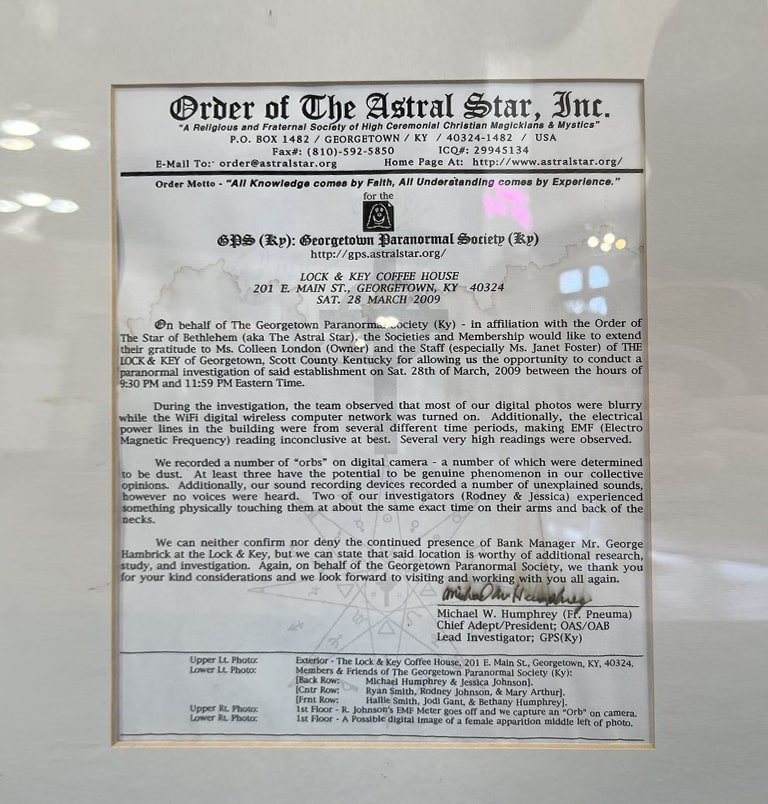 Order of The Astral Star, Inc.
"A Religious and Fraternal Society of High Ceremonial Christian Magickians & Mystics"
P.O. BOX 1482 / GEORGETOWN / KY / 40324-1482 / USA
Fax#: (810)-592-5850 ICQ#: 29945134
E-Mail To:- order@astralstar.org Home Page At: http://www.astralstar.org/
Order Motto - "All Knowledge comes by Faith, All Understanding comes by Experience."
for the
GPS (Ky): Georgetown Paranormal Society (Ky)
http://gps.astralstar.org/
LOCK & KEY COFFEE HOUSE
201 E. MAIN ST., GEORGETOWN, KY 40324
SAT. 28 MARCH 2009
On behalf of The Georgetown Paranormal Society (Ky) - in affiliation with the Order of
The Star of Bethlehem (aka The Astral Star), the Societies and Membership would like to extend
their gratitude to Ms. Colleen London (Owner) and the Staff (especially Ms. Janet Foster) of THE
LOCK & KEY of Georgetown, Scott County Kentucky for allowing us the opportunity to conduct a
paranormal investigation of said establishment on Sat. 28th of March, 2009 between the hours of
9:30 PM and 11:59 PM Eastern Time.
During the investigation, the team observed that most of our digital photos were blurry
while the WiFi digital wireless computer network was turned on. Additionally, the electrical
power lines in the building were from several different time periods, making EMF (Electro
Magnetic Frequency) reading inconclusive at best. Several very high readings were observed.
We recorded a number of "orbs" on digital camera - a number of which were determined
to be dust. At least three have the potential to be genuine phenomenon in our collective
opinions. Additionally, our sound recording devices recorded a number of unexplained sounds,
however no voices were heard. Two of our investigators (Rodney & Jessica) experienced
something physically touching them at about the same exact time on their arms and back of the
necks.
We can neither confirm nor deny the continued presence of Bank Manager Mr. George
Hambrick at the Lock & Key, but we can state that said location is worthy of additional research,
study, and investigation. Again, on behalf of the Georgetown Paranormal Society, we thank you
for your kind considerations and we look forward to visiting and working with you all again.
Michael W. Humphrey
Michael W. Humphrey (Fr. Pneuma)
Chief Adept/President; OAS/OAB
Lead Investigator; GPS(Ky)
Upper Lt. Photo: Exterior - The Lock & Key Coffee House, 201 E. Main St., Georgetown, KY, 40324.
Lower Lt. Photo: Members & Friends of The Georgetown Paranormal Society (Ky):
[Back Row: Michael Humphrey & Jessica Johnson].
[Cntr Row: Ryan Smith, Rodney Johnson, & Mary Arthur].
[Frnt Row: Hallie Smith, Jodi Gant, & Bethany Humphrey].
Upper Rt. Photo: 1st Floor - R. Johnson's EMF Meter goes off and we capture an "Orb" on camera.
Lower Rt. Photo: 1st Floor - A Possible digital image of a female apparition middle left of photo.